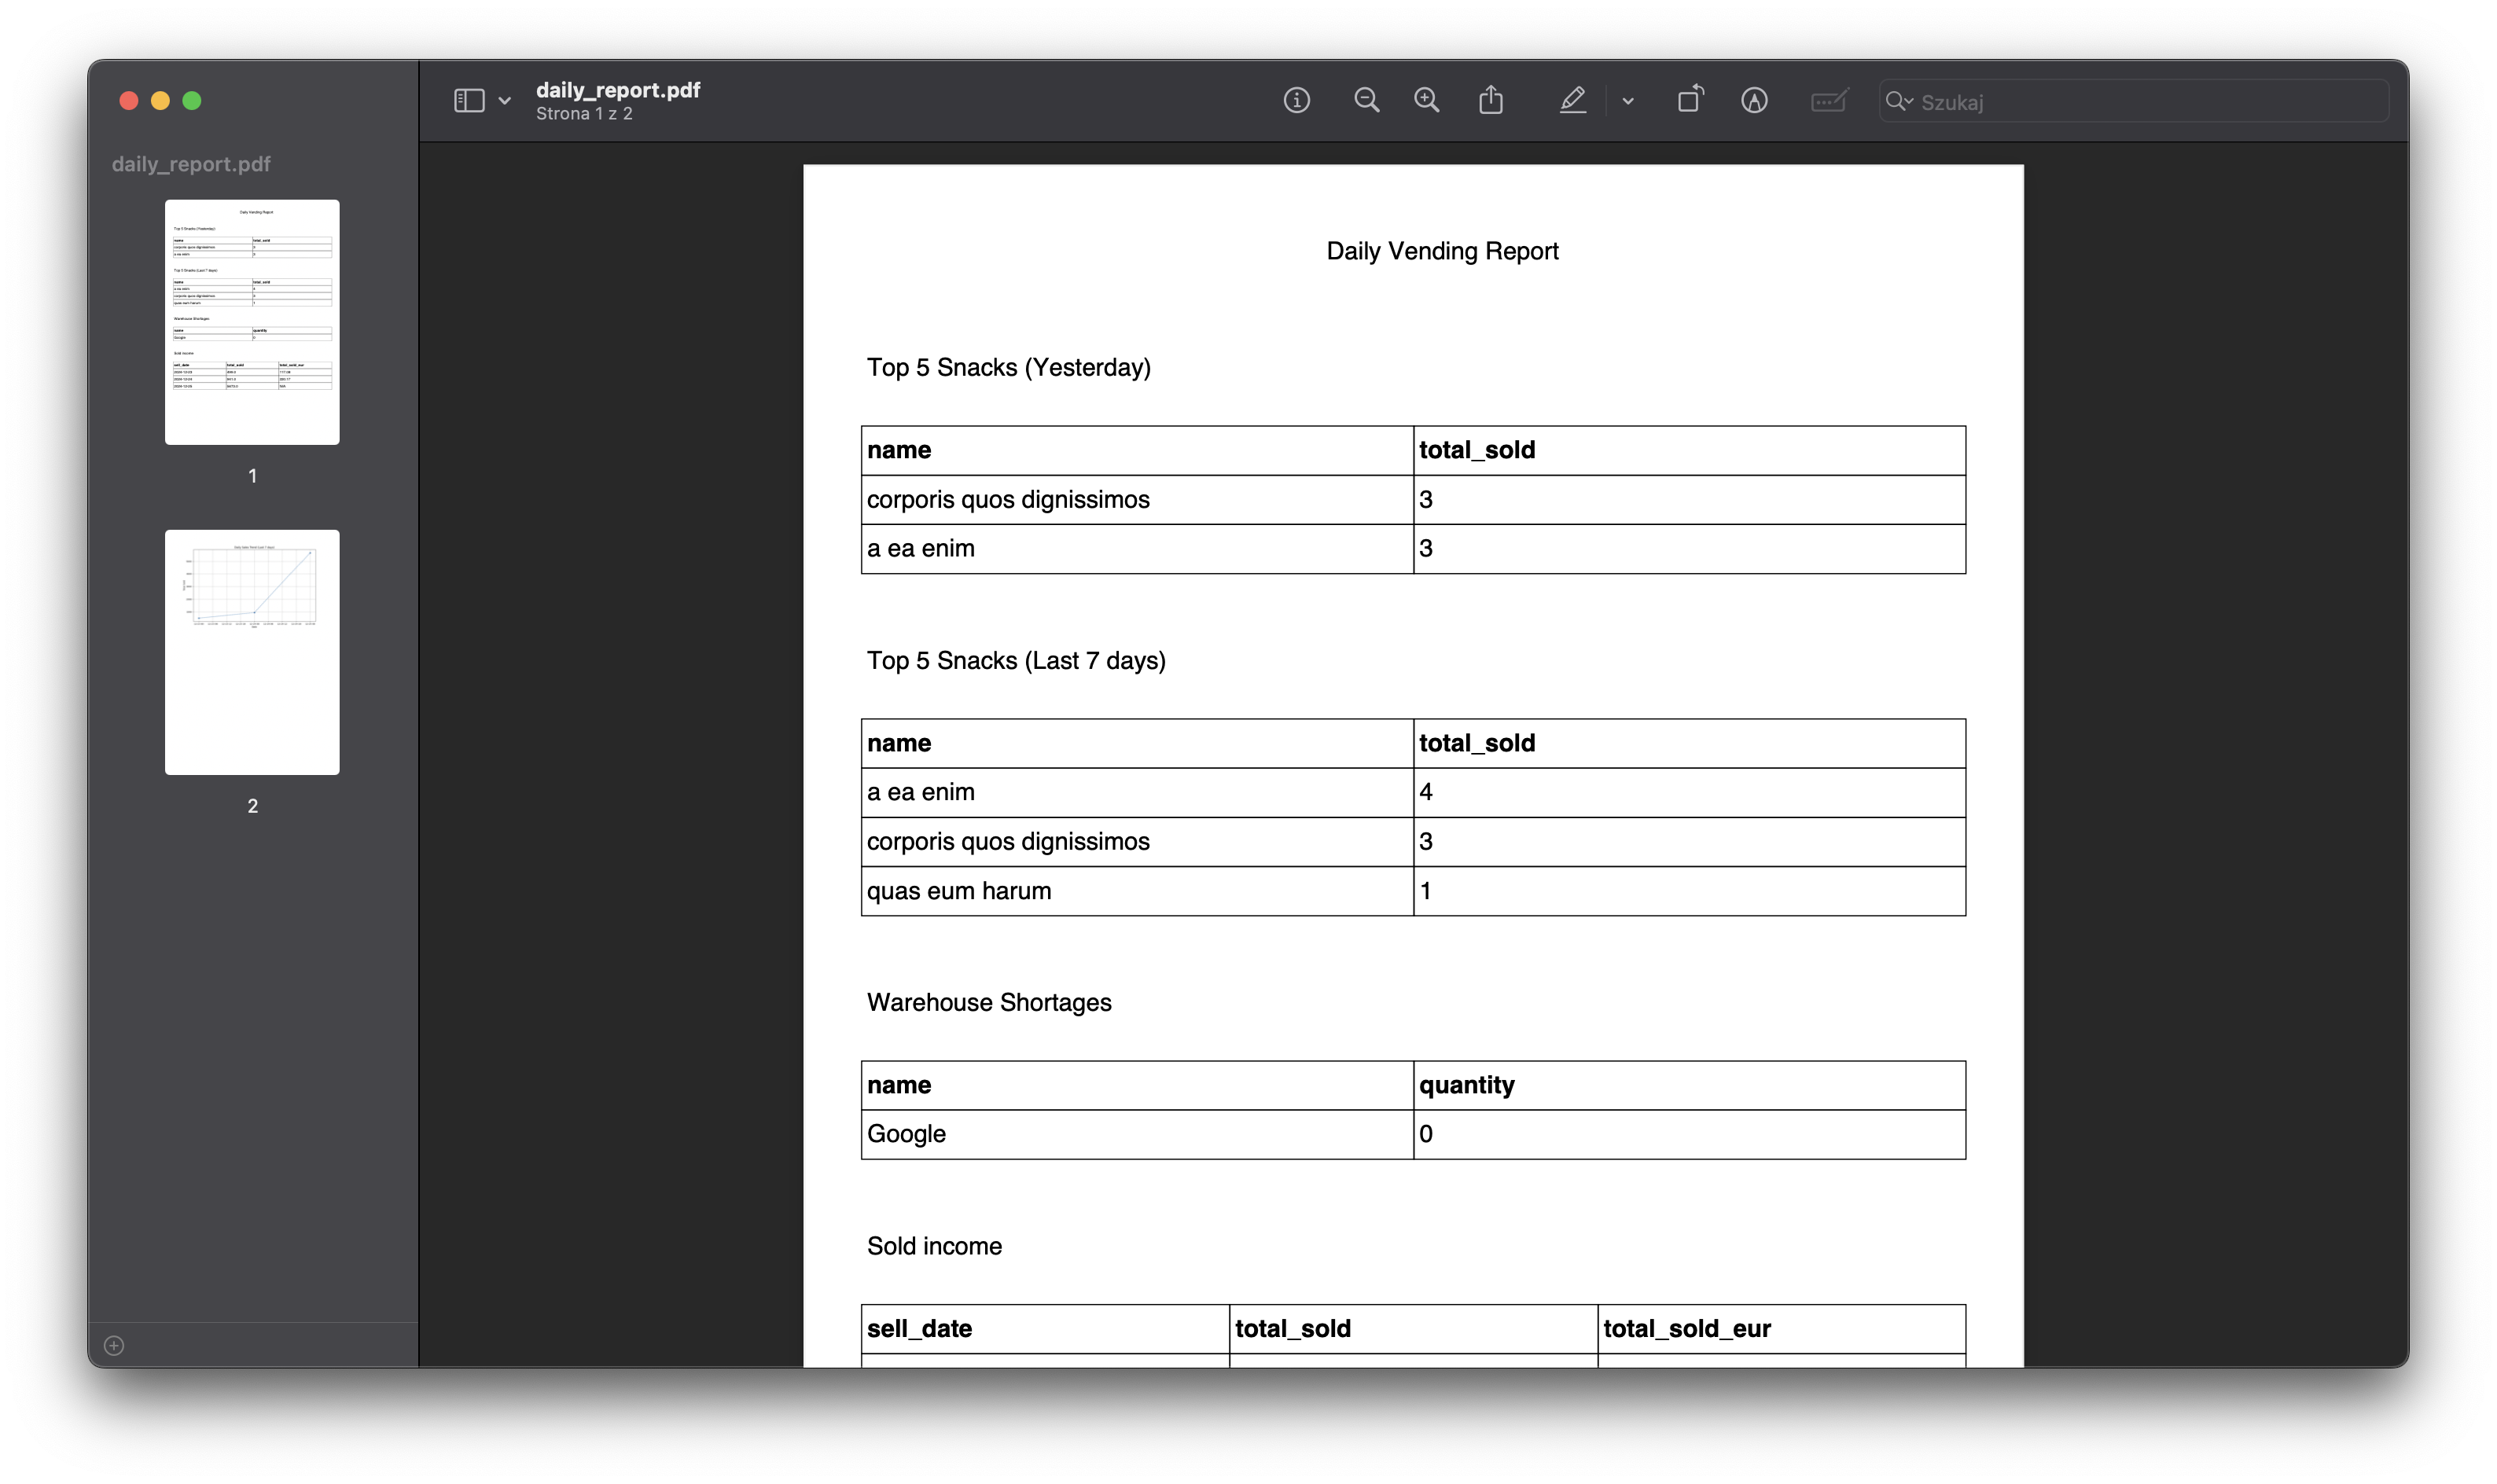 daily_report.pdf
Strona 1 z 2
Szukaj
daily_report.pdf
1
2
Daily Vending Report
Top 5 Snacks (Yesterday)
name total_sold
corporis quos dignissimos 3
a ea enim 3
Top 5 Snacks (Last 7 days)
name total_sold
a ea enim 4
corporis quos dignissimos 3
quas eum harum 1
Warehouse Shortages
name quantity
Google 0
Sold income
sell_date total_sold total_sold_eur